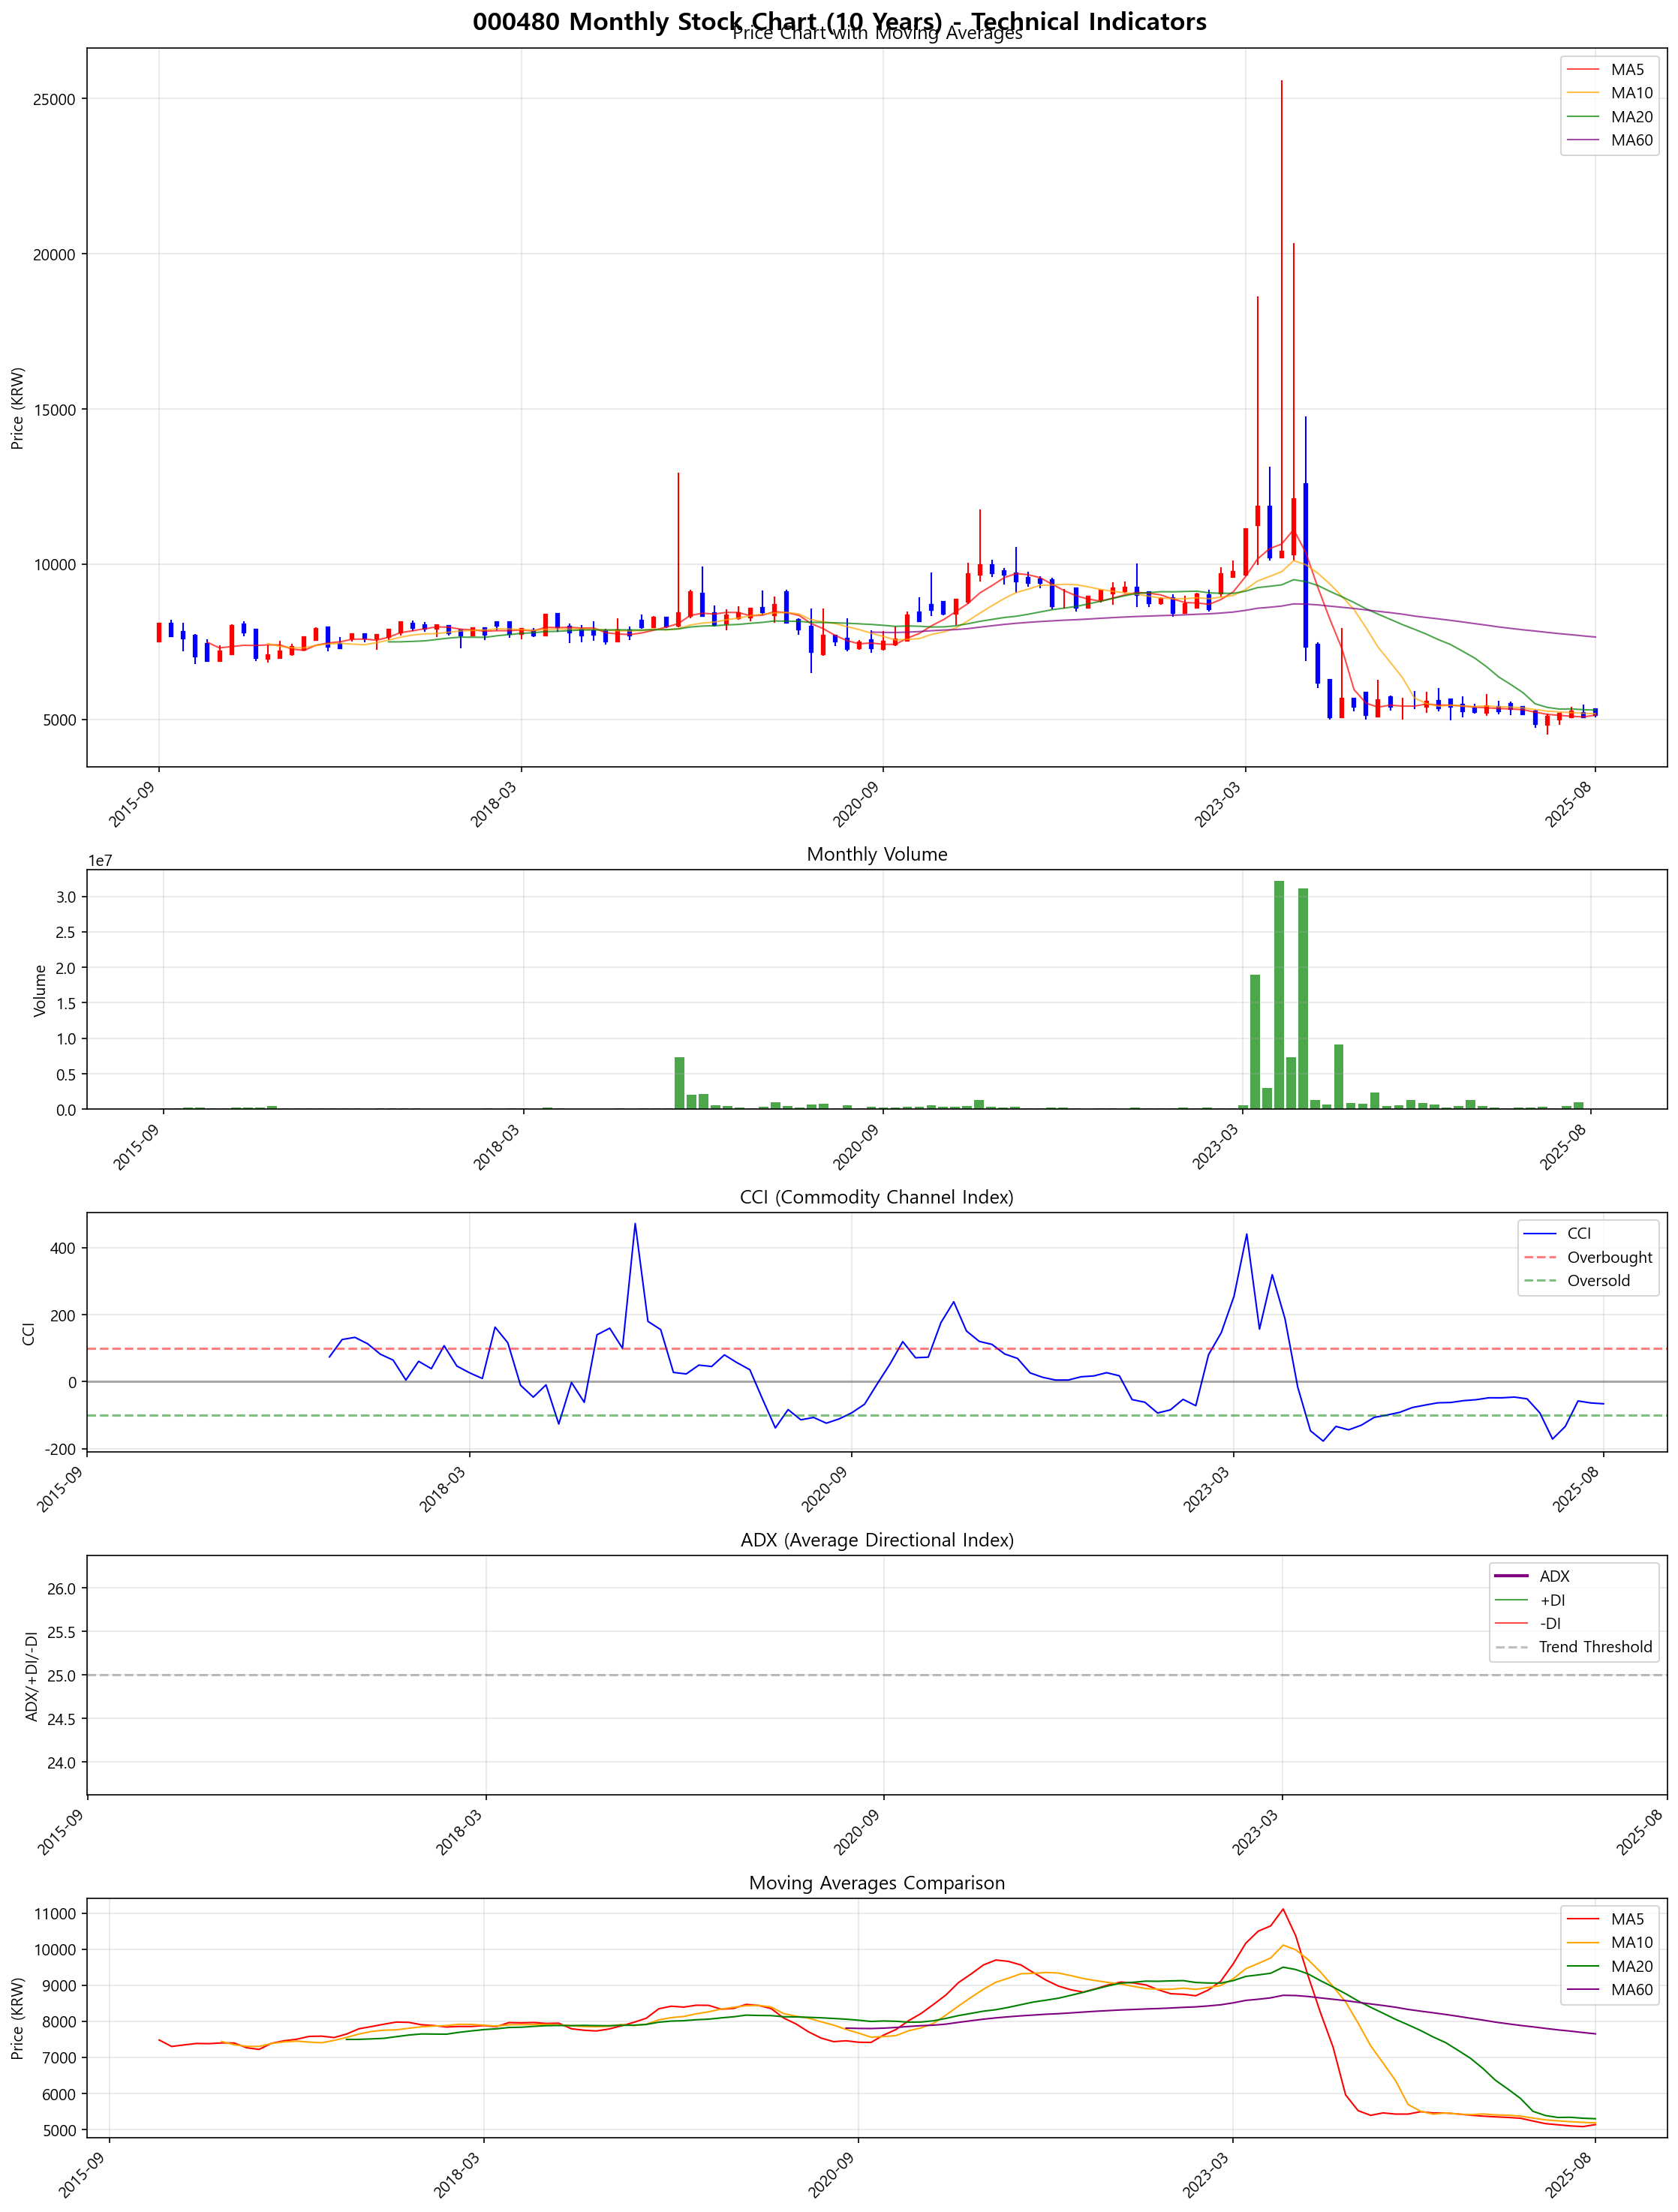 000480 Monthly Stock Chart (10 Years) - Technical Indicators
Price Chart with Moving Averages
MA5
MA10
MA20
MA60
25000
20000
15000
10000
5000
Price (KRW)
2015-09
2018-03
2020-09
2023-03
2025-08
Monthly Volume
1e7
3.0
2.5
2.0
1.5
1.0
0.5
0.0
Volume
2015-09
2018-03
2020-09
2023-03
2025-08
CCI (Commodity Channel Index)
CCI
Overbought
Oversold
400
200
0
-200
CCI
2015-09
2018-03
2020-09
2023-03
2025-08
ADX (Average Directional Index)
ADX
+DI
-DI
Trend Threshold
26.0
25.5
25.0
24.5
24.0
ADX/+DI/-DI
2015-09
2018-03
2020-09
2023-03
2025-08
Moving Averages Comparison
MA5
MA10
MA20
MA60
11000
10000
9000
8000
7000
6000
5000
Price (KRW)
2015-09
2018-03
2020-09
2023-03
2025-08